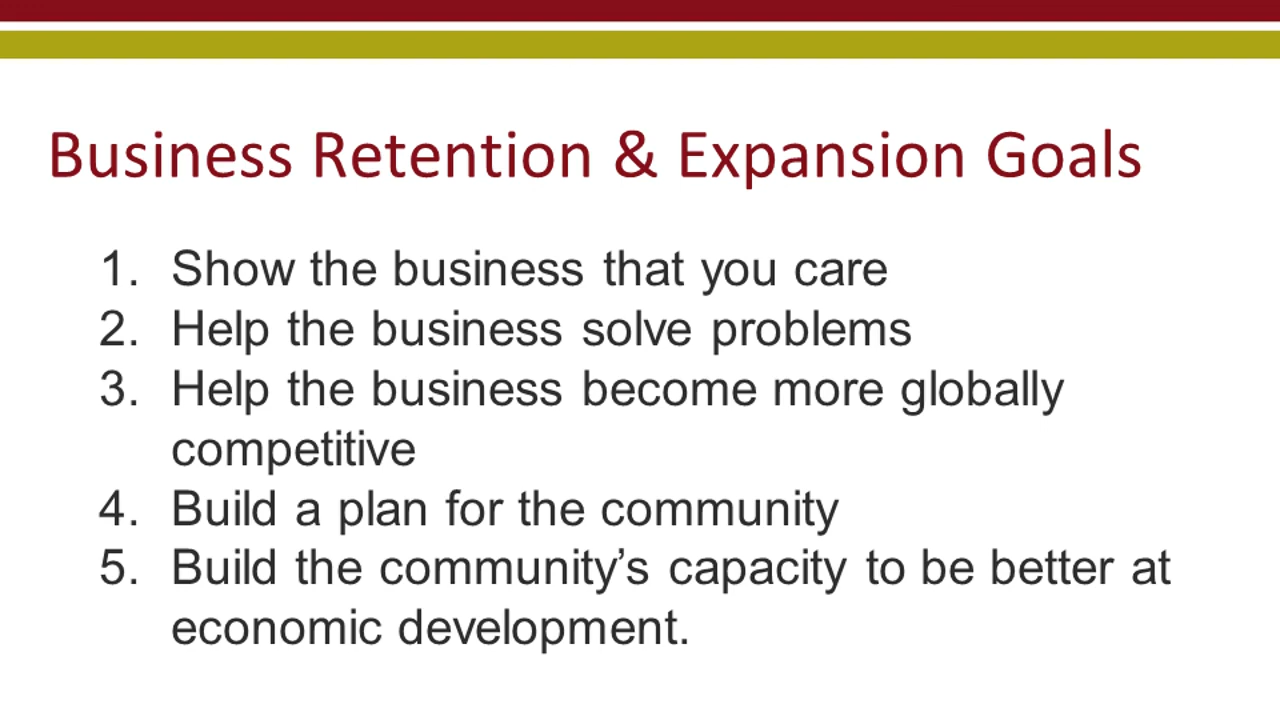 Business Retention & Expansion Goals
1. Show the business that you care
2. Help the business solve problems
3. Help the business become more globally
competitive
4. Build a plan for the community
5. Build the community’s capacity to be better at
economic development.